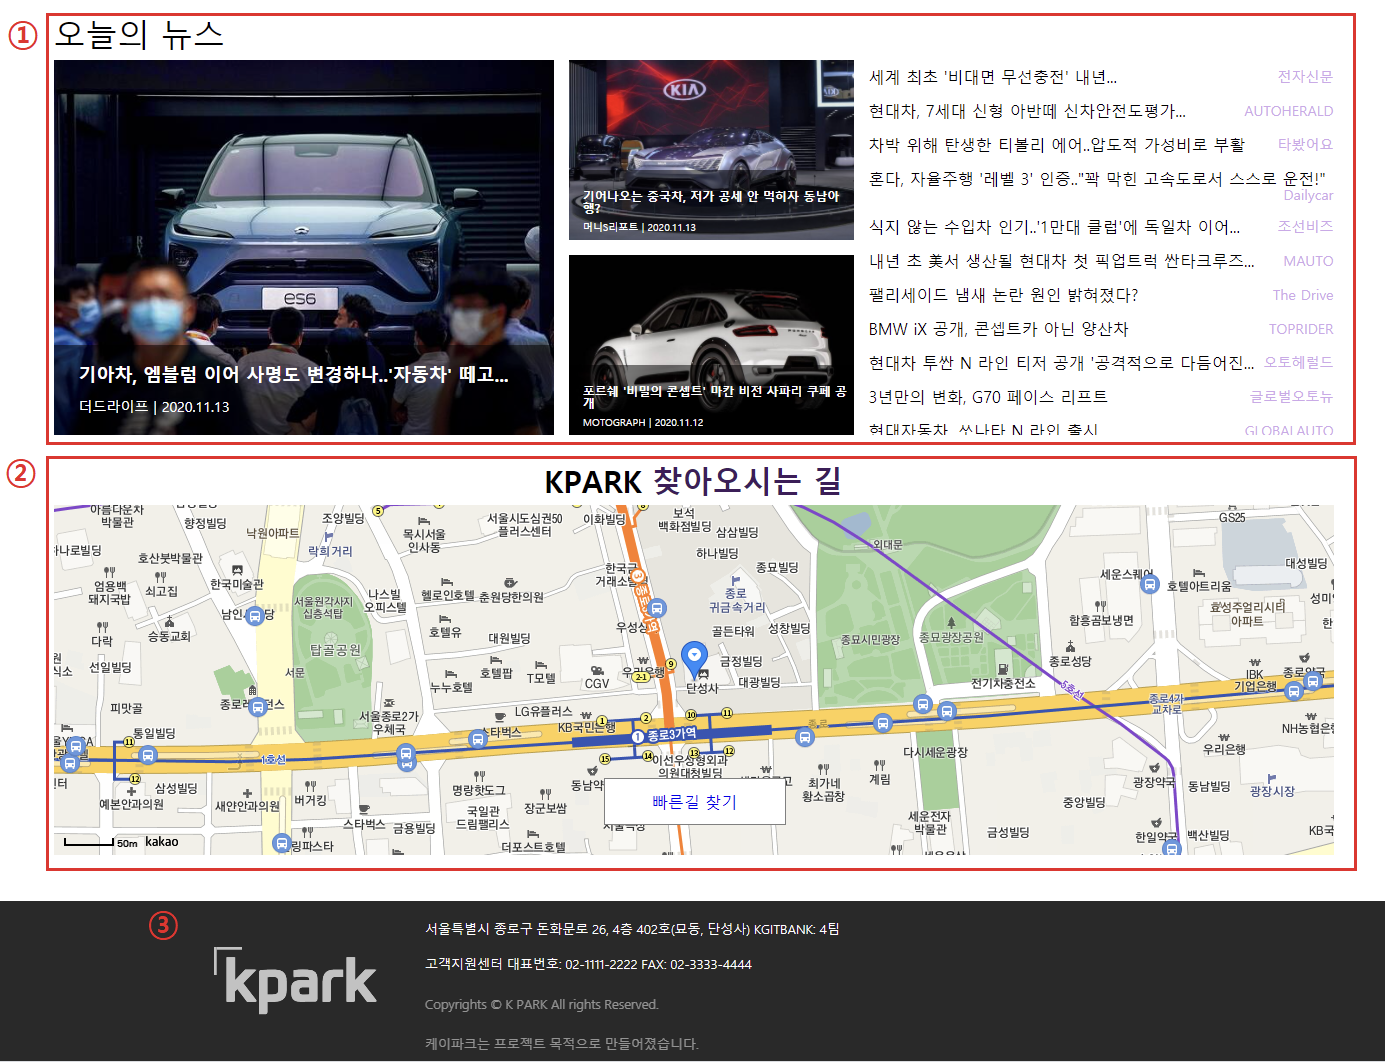 ①
오늘의 뉴스
ES6
기아차, 엠블럼 이어 사명도 변경하나..'자동차' 떼고...
더드라이프 | 2020.11.13
KIA
기어나오는 중국차, 저가 공세 안 먹히자 동남아
행?
머니S리포트 | 2020.11.13
포르쉐 '비밀의 콘셉트' 마칸 비전 사파리 쿠페 공
개
MOTOGRAPH | 2020.11.12
세계 최초 '비대면 무선충전' 내년... 전자신문
현대차, 7세대 신형 아반떼 신차안전도평가... AUTOHERALD
차박 위해 탄생한 티볼리 에어..압도적 가성비로 부활 타봤어요
혼다, 자율주행 '레벨 3' 인증.."꽉 막힌 고속도로서 스스로 운전!"
Dailycar
식지 않는 수입차 인기..'1만대 클럽'에 독일차 이어... 조선비즈
내년 초 美서 생산될 현대차 첫 픽업트럭 싼타크루즈... MAUTO
팰리세이드 냄새 논란 원인 밝혀졌다? The Drive
BMW iX 공개, 콘셉트카 아닌 양산차 TOPRIDER
현대차 투싼 N 라인 티저 공개 '공격적으로 다듬어진... 오토헤럴드
3년만의 변화, G70 페이스 리프트 글로벌오토뉴
현대자동차, 쏘나타 N 라인 출시 GLOBALAUTO
②
KPARK 찾아오시는 길
아름다운차
박물관
향정빌딩
조양빌딩
5
서울시도심권50
플러스센터
이화빌딩
6
보석
백화점빌딩
삼삼빌딩
GS25
낙원아파트
락희거리
목시서울
인사동
하나빌딩
외대문
하나로빌딩
호산붓박물관
대성빌딩
엄용백
돼지국밥
쇠고집
한국미술관
나스빌
오피스텔
헬로인호텔
춘원당한의원
종묘빌딩
종로
귀금속거리
세운스퀘어
호텔아트리움
서울원각사지
십층석탑
3
효성주얼리시티
아파트
함흥곰보냉면
다락
승동교회
호텔유
대원빌딩
우성상
골든타워
성창빌딩
종묘시민광장
종묘광장공원
탑골공원
선일빌딩
서문
호텔팝
T모텔
CGV
우리은행
9
2-1
금정빌딩
대광빌딩
단성사
종로성당
전기차충전소
5호선
IBK
기업은행
종로약국
누누호텔
피맛골
서울종로2가
우체국
LG유플러스
KB국민은행
1
2
10
11
종로
종로4가
교차로
통일빌딩
11
스타벅스
1
종로3가역
NH농협은행
우리은행
1호선
12
15
14
13
12
이선우성형외과
의원대청빌딩
다시세운광장
예본안과의원
삼성빌딩
새안양안과의원
버거킹
명랑핫도그
국일관
드림팰리스
장군보쌈
빠른길 찾기
최가네
황소곱창
계림
광장약국
동남빌딩
광장시장
중앙빌딩
스타벅스
금용빌딩
더포스트호텔
세운전자
박물관
금성빌딩
한일약국
백산빌딩
50m kakao
③
kpark
서울특별시 종로구 돈화문로 26, 4층 402호(묘동, 단성사) KGITBANK: 4팀
고객지원센터 대표번호: 02-1111-2222 FAX: 02-3333-4444
Copyrights © K PARK All rights Reserved.
케이파크는 프로젝트 목적으로 만들어졌습니다.